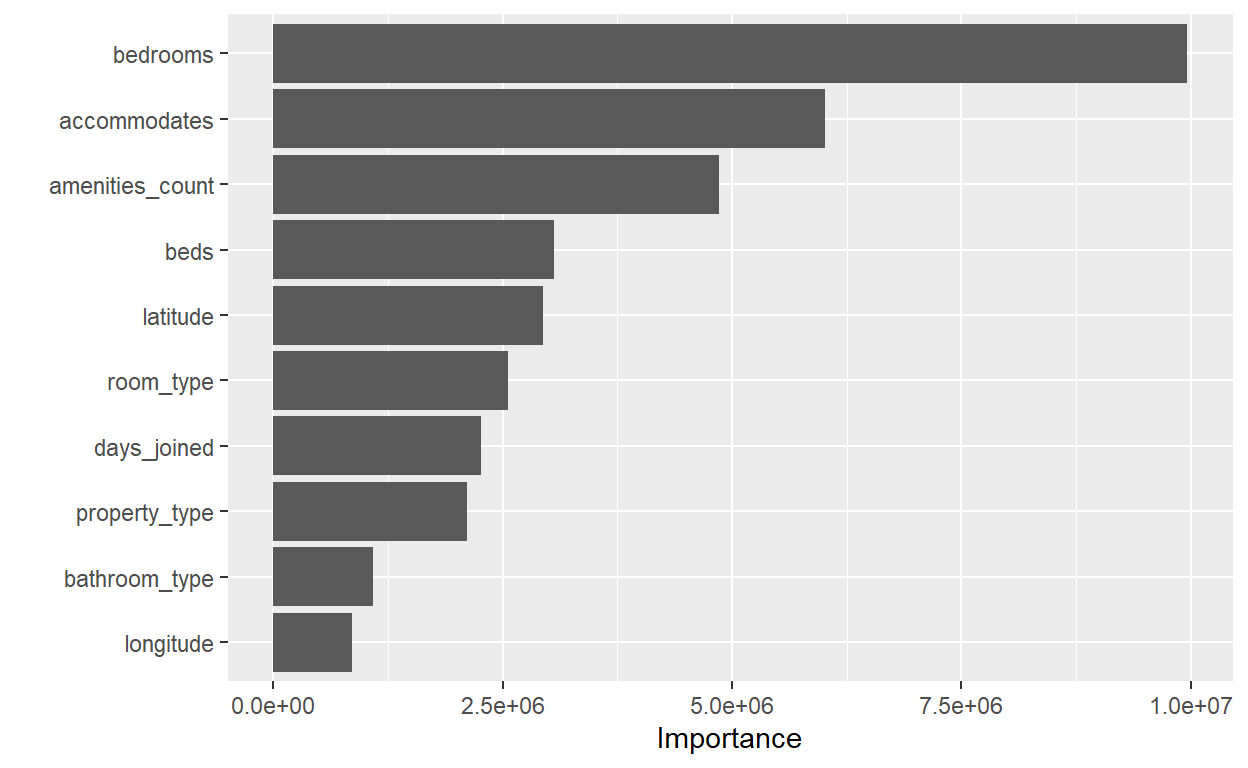 bedrooms
accommodates
amenities_count
beds
latitude
room_type
days_joined
property_type
bathroom_type
longitude
0.0e+00 2.5e+06 5.0e+06 7.5e+06 1.0e+07
Importance